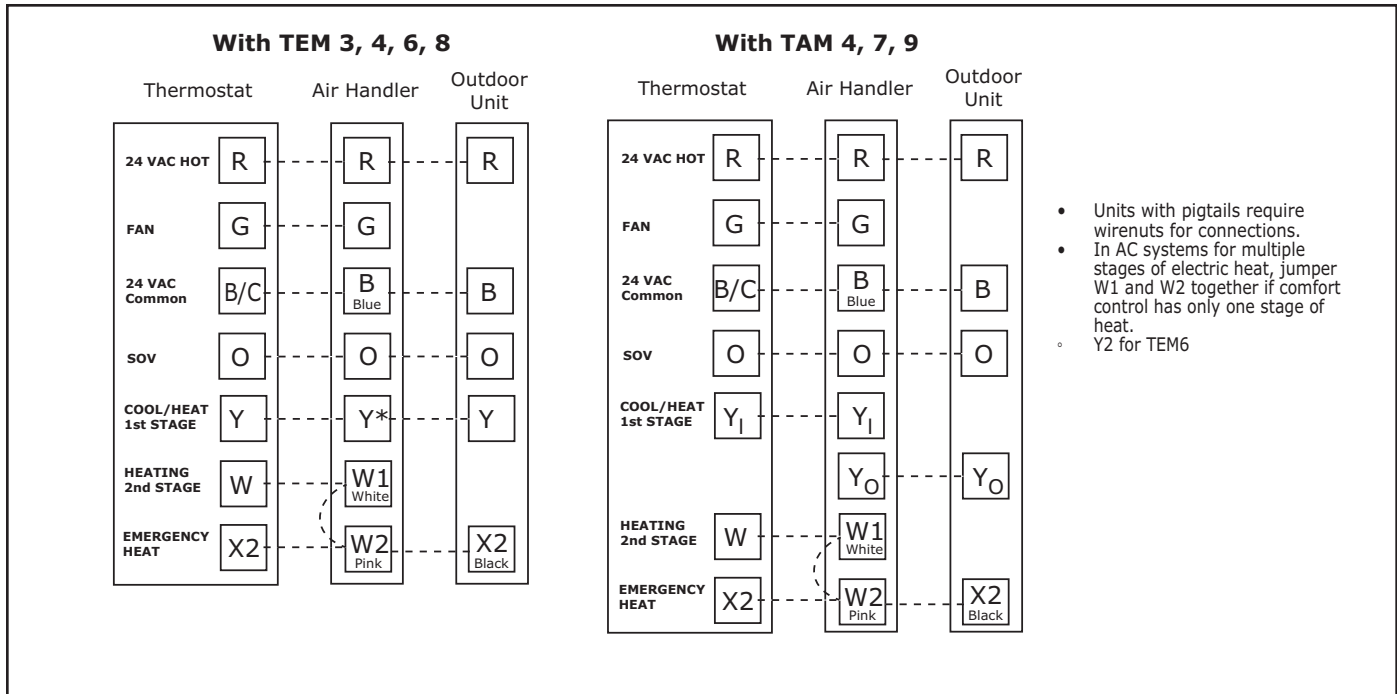 With TEM 3, 4, 6, 8
Thermostat
Air Handler
Outdoor
Unit
24 VAC HOT
R
R
R
FAN
G
G
24 VAC
Common
B/C
B
Blue
B
SOV
O
O
O
COOL/HEAT
1st STAGE
Y
Y*
Y
HEATING
2nd STAGE
W
W1
White
EMERGENCY
HEAT
X2
W2
Pink
X2
Black
With TAM 4, 7, 9
Thermostat
Air Handler
Outdoor
Unit
24 VAC HOT
R
R
R
FAN
G
G
24 VAC
Common
B/C
B
Blue
B
SOV
O
O
O
COOL/HEAT
1st STAGE
YI
YI
YO
YO
HEATING
2nd STAGE
W
W1
White
EMERGENCY
HEAT
X2
W2
Pink
X2
Black
• Units with pigtails require
wirenuts for connections.
• In AC systems for multiple
stages of electric heat, jumper
W1 and W2 together if comfort
control has only one stage of
heat.
◦ Y2 for TEM6